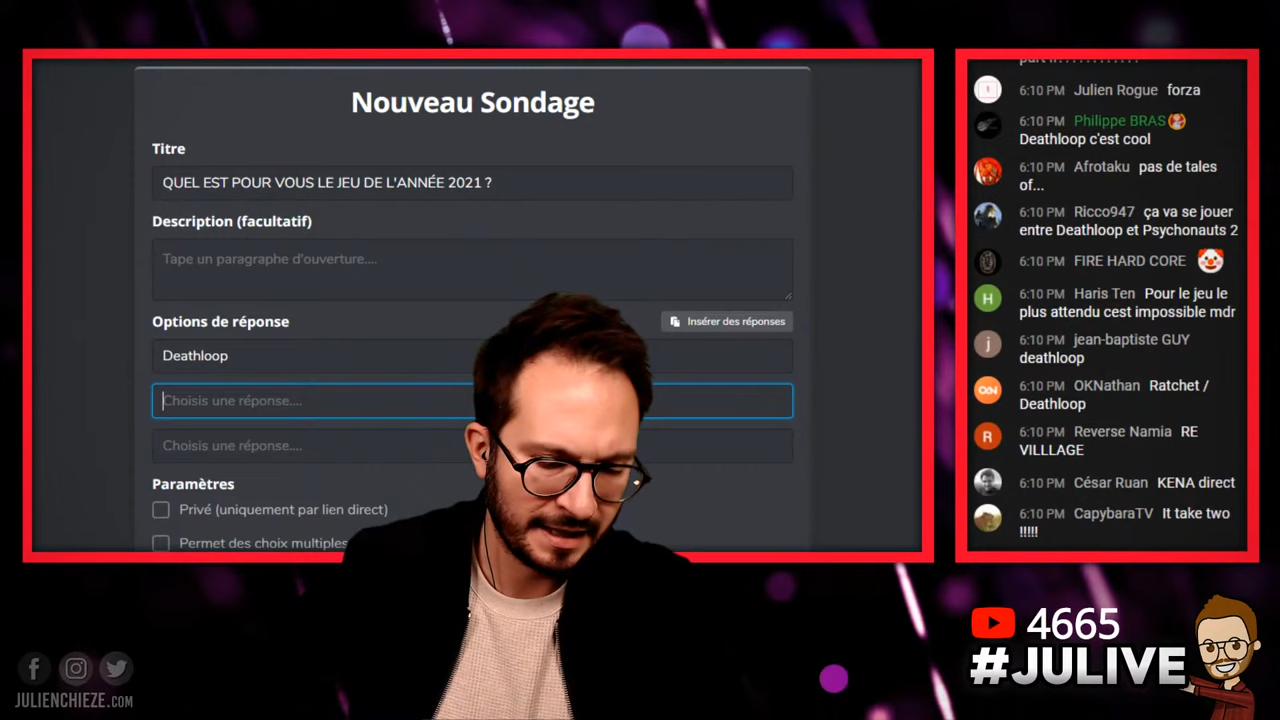 Nouveau Sondage
Titre
QUEL EST POUR VOUS LE JEU DE L'ANNÉE 2021 ?
Description (facultatif)
Tape un paragraphe d'ouverture....
Options de réponse
Insérer des réponses
Deathloop
Choisis une réponse....
Choisis une réponse....
Paramètres
Privé (uniquement par lien direct)
Permet des choix multiples
6:10 PM Julien Rogue forza
6:10 PM Philippe BRAS
Deathloop c'est cool
6:10 PM Afrotaku pas de tales
of...
6:10 PM Ricco947 ça va se jouer
entre Deathloop et Psychonauts 2
6:10 PM FIRE HARD CORE
H
6:10 PM Haris Ten Pour le jeu le
plus attendu cest impossible mdr
j
6:10 PM jean-baptiste GUY
deathloop
6:10 PM OKNathan Ratchet /
Deathloop
R
6:10 PM Reverse Namia RE
VILLLAGE
6:10 PM César Ruan KENA direct
6:10 PM CapybaraTV It take two
!!!!!
4665
#JULIVE
JULIENCHIEZE.COM